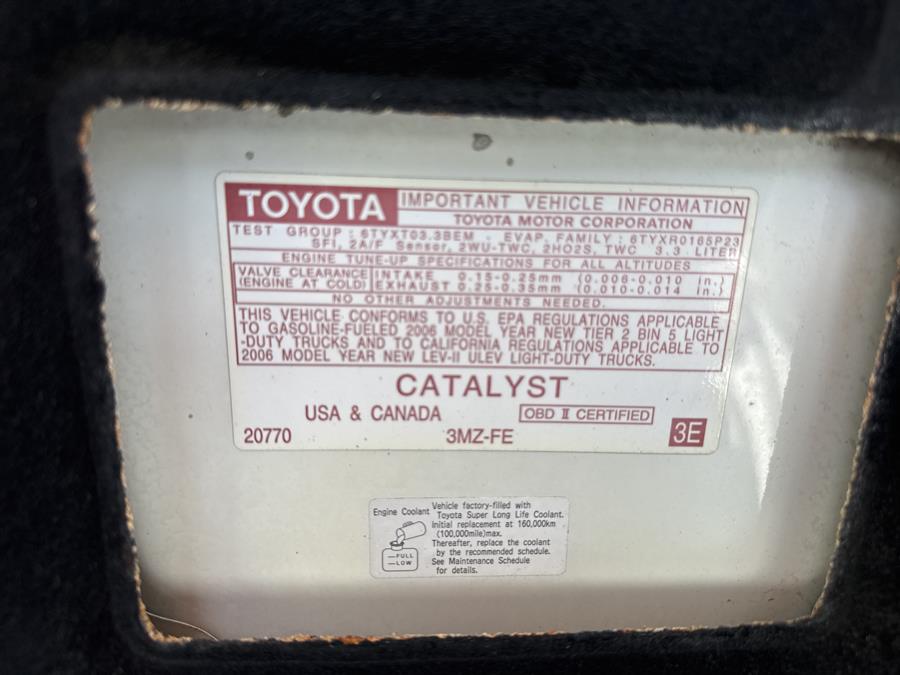 TOYOTA IMPORTANT VEHICLE INFORMATION
TOYOTA MOTOR CORPORATION
TEST GROUP : 6TYXT03.3BEM EVAP. FAMILY : 6TYXR0165P23
SFI, 2A/F Sensor, 2WU-TWC, 2HO2S, TWC 3.3 LITER
ENGINE TUNE-UP SPECIFICATIONS FOR ALL ALTITUDES
VALVE CLEARANCE INTAKE 0.15-0.25mm (0.006-0.010 in.)
(ENGINE AT COLD) EXHAUST 0.25-0.35mm (0.010-0.014 in.)
NO OTHER ADJUSTMENTS NEEDED.
THIS VEHICLE CONFORMS TO U.S. EPA REGULATIONS APPLICABLE
TO GASOLINE-FUELED 2006 MODEL YEAR NEW TIER 2 BIN 5 LIGHT
-DUTY TRUCKS AND TO CALIFORNIA REGULATIONS APPLICABLE TO
2006 MODEL YEAR NEW LEV-II ULEV LIGHT-DUTY TRUCKS.
CATALYST
USA & CANADA OBD II CERTIFIED
20770 3MZ-FE 3E
Engine Coolant
FULL
LOW
Vehicle factory-filled with
Toyota Super Long Life Coolant.
Initial replacement at 160,000km
(100,000mile)max.
Thereafter, replace the coolant
by the recommended schedule.
See Maintenance Schedule
for details.